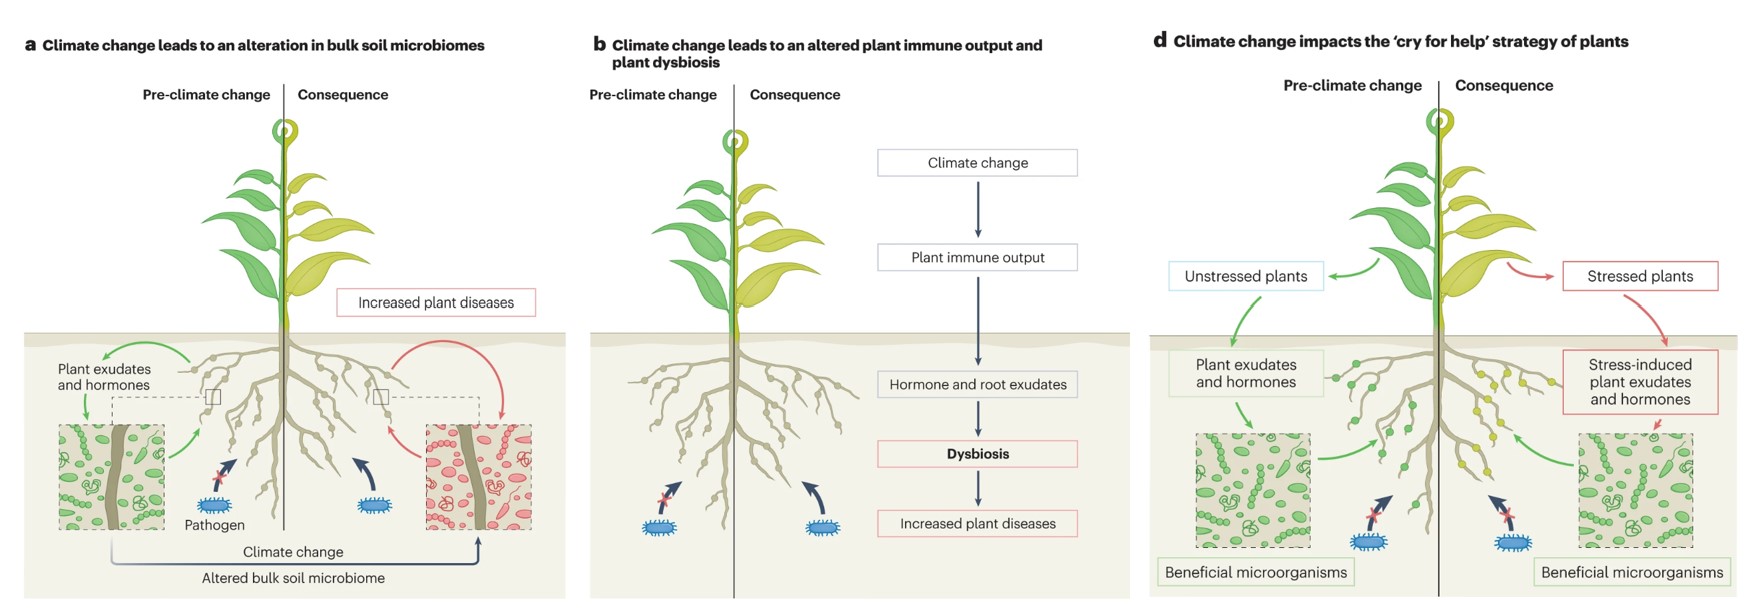 a Climate change leads to an alteration in bulk soil microbiomes
Pre-climate change
Consequence
Increased plant diseases
Plant exudates
and hormones
Pathogen
Climate change
Altered bulk soil microbiome
b Climate change leads to an altered plant immune output and
plant dysbiosis
Pre-climate change
Consequence
Climate change
Plant immune output
Hormone and root exudates
Dysbiosis
Increased plant diseases
d Climate change impacts the ‘cry for help’ strategy of plants
Pre-climate change
Consequence
Unstressed plants
Stressed plants
Plant exudates
and hormones
Stress-induced
plant exudates
and hormones
Beneficial microorganisms
Beneficial microorganisms